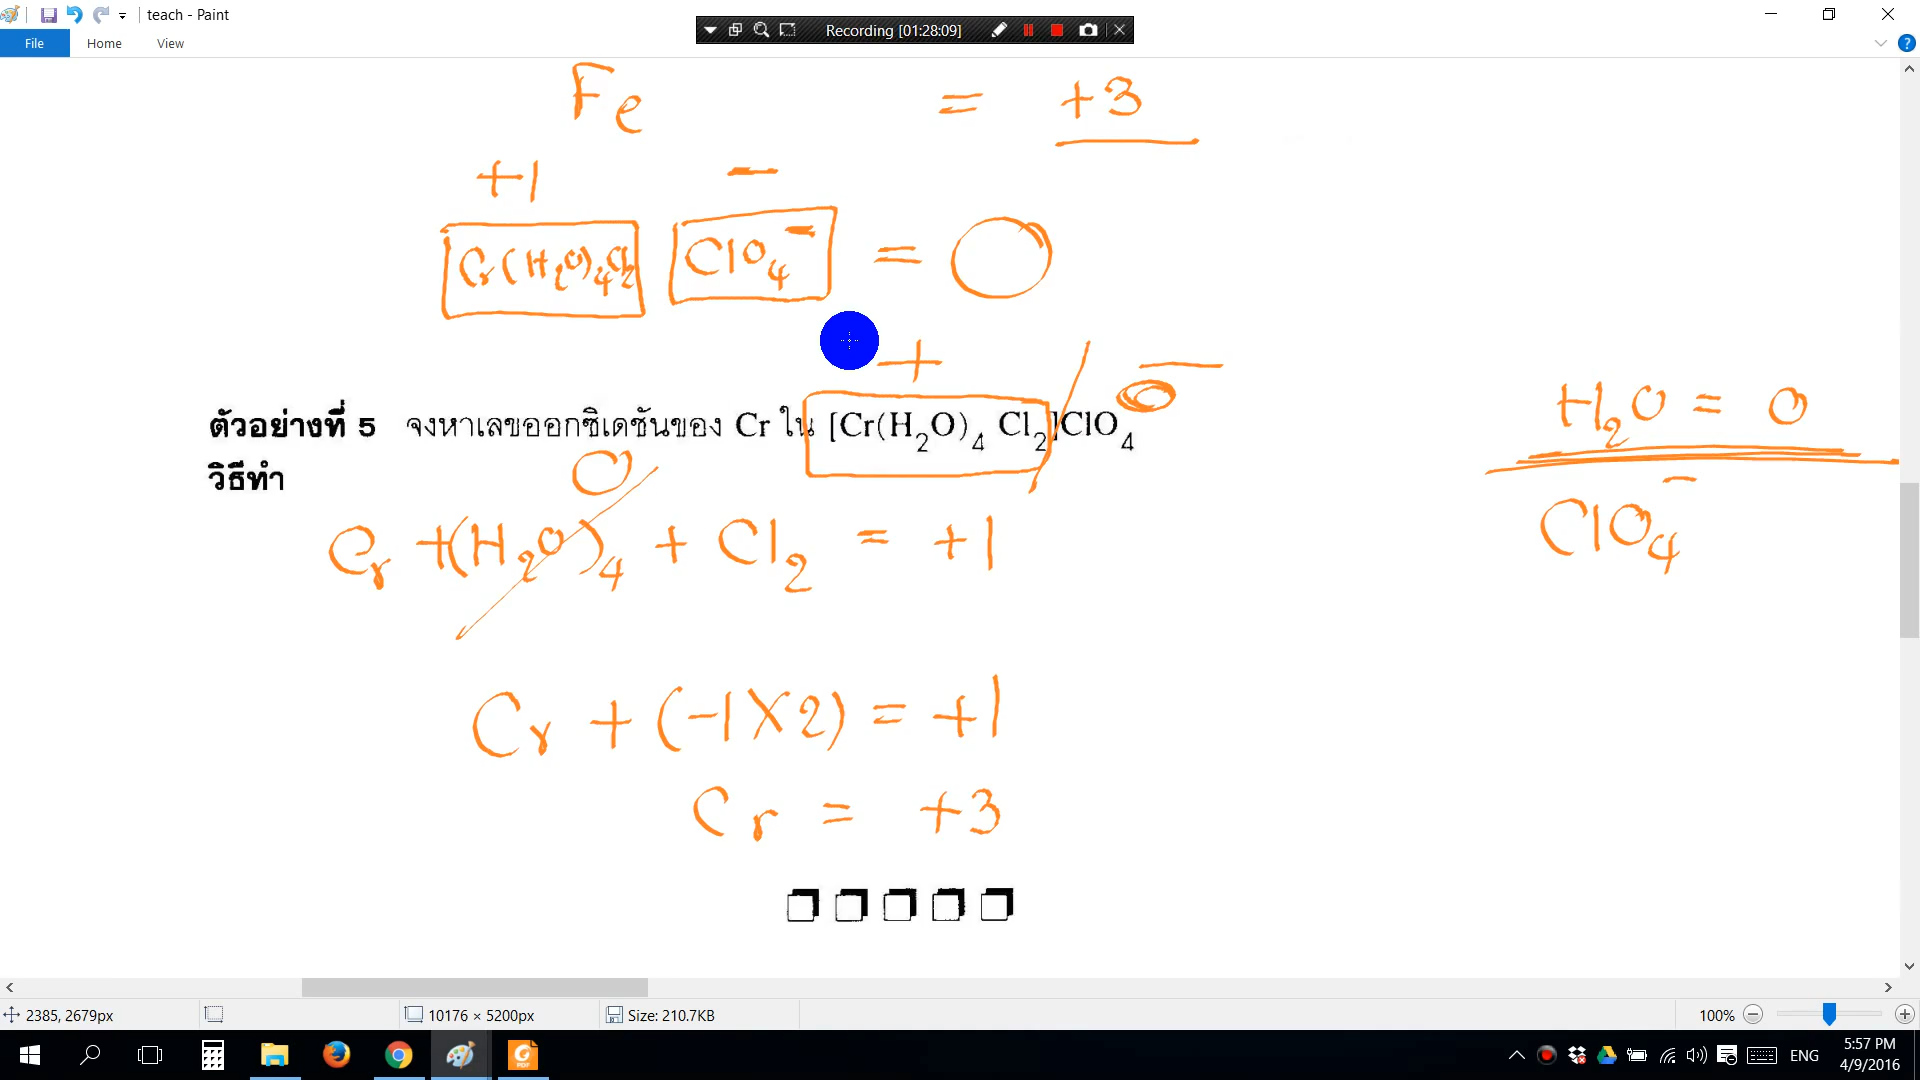 teach - Paint
Recording [01:28:09]
File Home View
Fe = +3
+1 −
Cr(H2O)4Cl2 ClO4− = 0
+ −
ตัวอย่างที่ 5 จงหาเลขออกซิเดชันของ Cr ใน [Cr(H2O)4 Cl2]ClO4
H2O = 0
วิธีทำ
0
ClO4−
Cr +(H2O)4 + Cl2 = +1
Cr + (-1X2) = +1
Cr = +3
2385, 2679px 10176 × 5200px Size: 210.7KB 100%
ENG 5:57 PM
4/9/2016